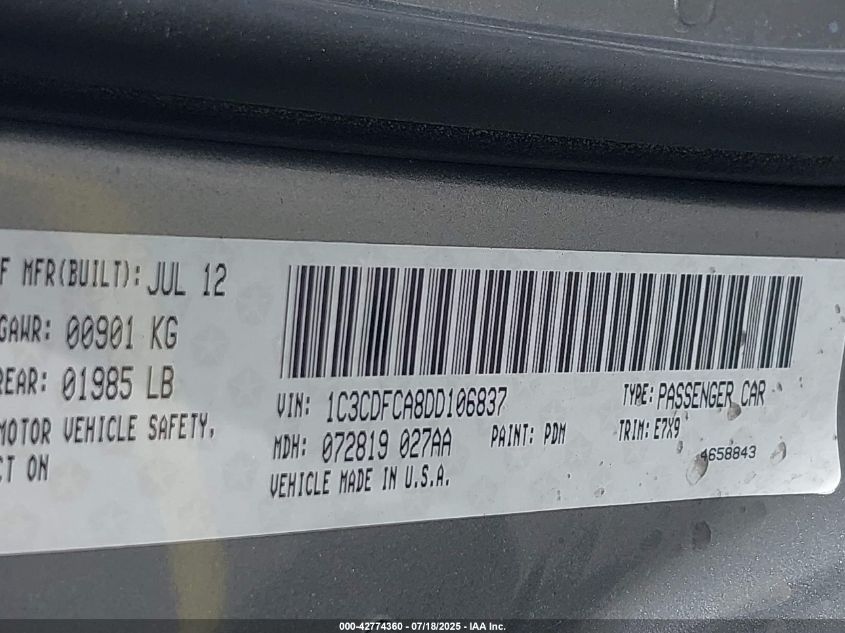 F MFR(BUILT): JUL 12
GAWR: 00901 KG
REAR: 01985 LB
MOTOR VEHICLE SAFETY,
CT ON
VIN: 1C3CDFCA8DD106837
TYPE: PASSENGER CAR
MDH: 072819 027AA
PAINT: PDM
TRIM: E7X9
VEHICLE MADE IN U.S.A.
4658843
000-42774360 - 07/18/2025 - IAA Inc.